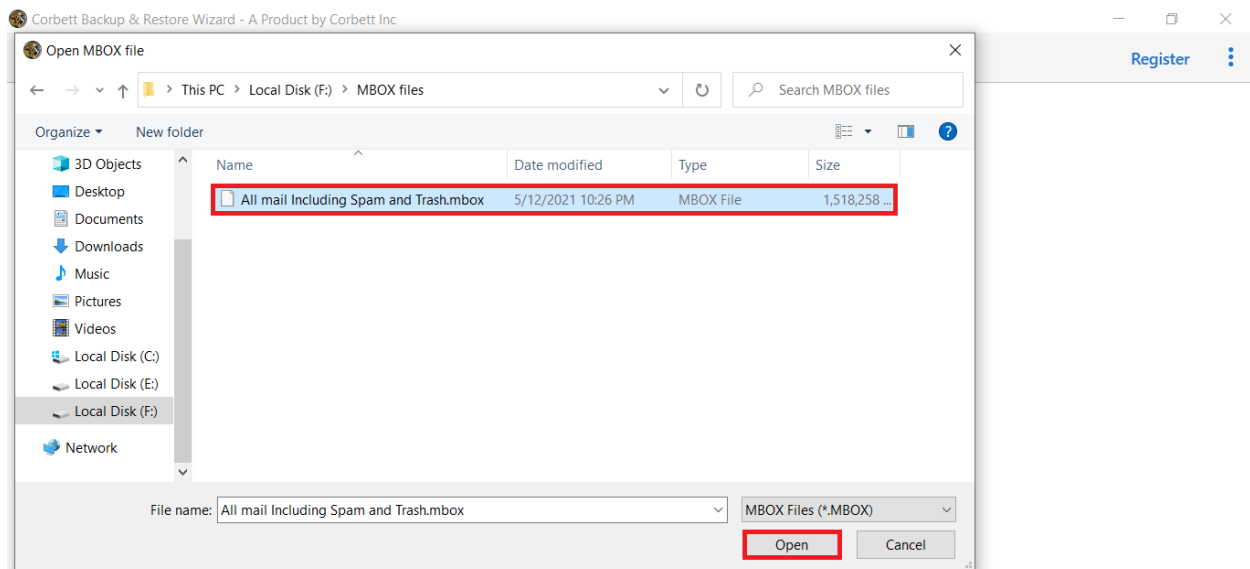 Corbett Backup & Restore Wizard - A Product by Corbett Inc
Open MBOX file
Register
This PC > Local Disk (F:) > MBOX files
Search MBOX files
Organize
New folder
Name Date modified Type Size
All mail Including Spam and Trash.mbox 5/12/2021 10:26 PM MBOX File 1,518,258 ...
3D Objects
Desktop
Documents
Downloads
Music
Pictures
Videos
Local Disk (C:)
Local Disk (E:)
Local Disk (F:)
Network
File name: All mail Including Spam and Trash.mbox MBOX Files (*.MBOX)
Open Cancel